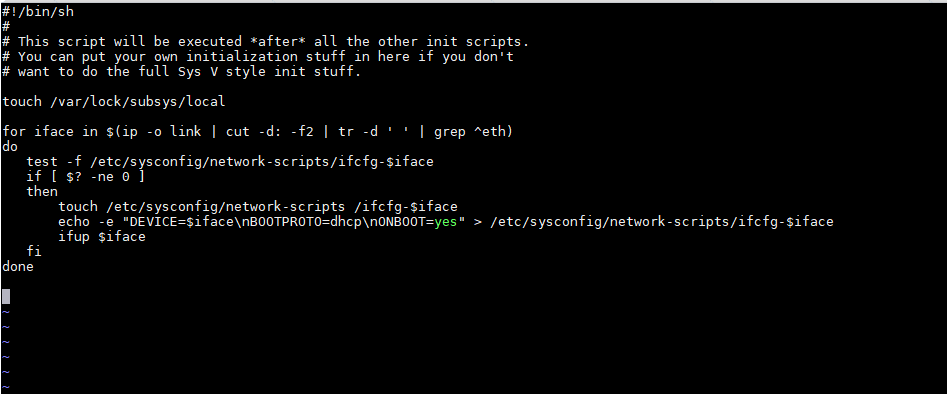 #!/bin/sh
#
# This script will be executed *after* all the other init scripts.
# You can put your own initialization stuff in here if you don't
# want to do the full Sys V style init stuff.

touch /var/lock/subsys/local

for iface in $(ip -o link | cut -d: -f2 | tr -d ' ' | grep ^eth)
do
   test -f /etc/sysconfig/network-scripts/ifcfg-$iface
   if [ $? -ne 0 ]
   then
       touch /etc/sysconfig/network-scripts /ifcfg-$iface
       echo -e "DEVICE=$iface\nBOOTPROTO=dhcp\nONBOOT=yes" > /etc/sysconfig/network-scripts/ifcfg-$iface
       ifup $iface
   fi
done

~
~
~
~
~
~